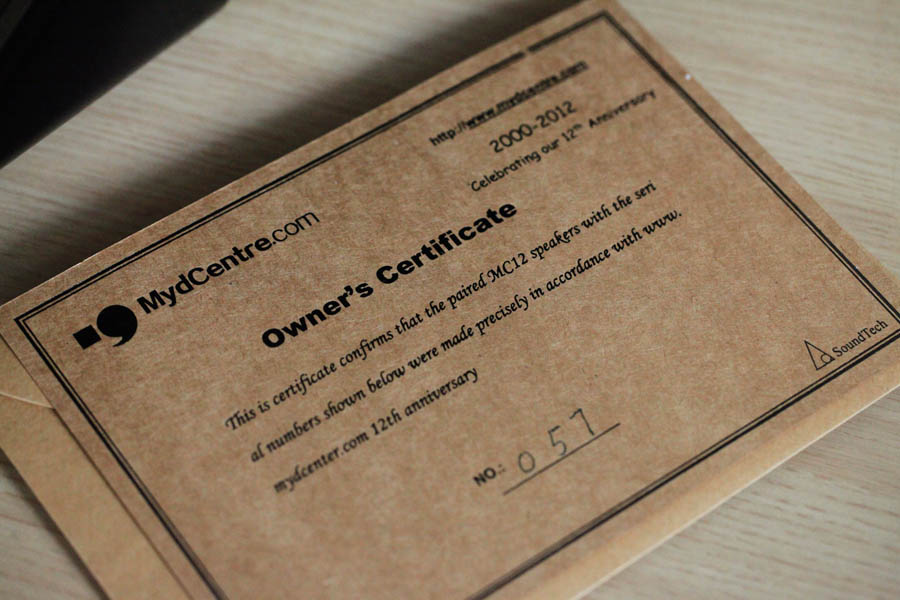 http://www.mydcentre.com
2000-2012
Celebrating our 12th Anniversary
MydCentre.com
Owner's Certificate
This is certificate confirms that the paired MC12 speakers with the seri
al numbers shown below were made precisely in accordance with www.
mydcenter.com 12th anniversary
NO.: 057
SoundTech